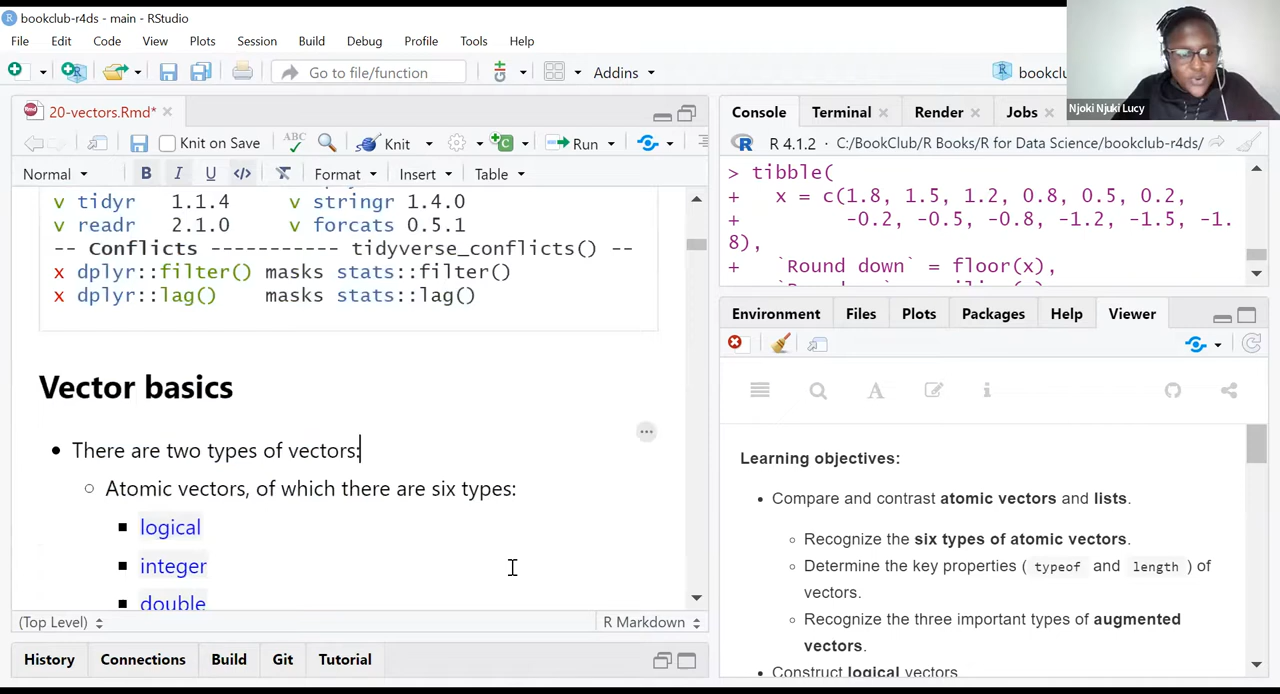 bookclub-r4ds - main - RStudio
File Edit Code View Plots Session Build Debug Profile Tools Help
Go to file/function Addins
Njoki Njuki Lucy
20-vectors.Rmd*
Knit on Save ABC Knit Run
Normal B I U </> Format Insert Table
v tidyr 1.1.4 v stringr 1.4.0
v readr 2.1.0 v forcats 0.5.1
-- Conflicts ----------- tidyverse_conflicts() --
x dplyr::filter() masks stats::filter()
x dplyr::lag() masks stats::lag()
Vector basics
There are two types of vectors:
Atomic vectors, of which there are six types:
logical
integer
double
(Top Level) R Markdown
History Connections Build Git Tutorial
Console Terminal Render Jobs
R 4.1.2 · C:/BookClub/R Books/R for Data Science/bookclub-r4ds/
> tibble(
+ x = c(1.8, 1.5, 1.2, 0.8, 0.5, 0.2,
+ -0.2, -0.5, -0.8, -1.2, -1.5, -1.
8),
+ `Round down` = floor(x),
Environment Files Plots Packages Help Viewer
Learning objectives:
Compare and contrast atomic vectors and lists.
Recognize the six types of atomic vectors.
Determine the key properties ( typeof and length ) of
vectors.
Recognize the three important types of augmented
vectors.
Construct logical vectors